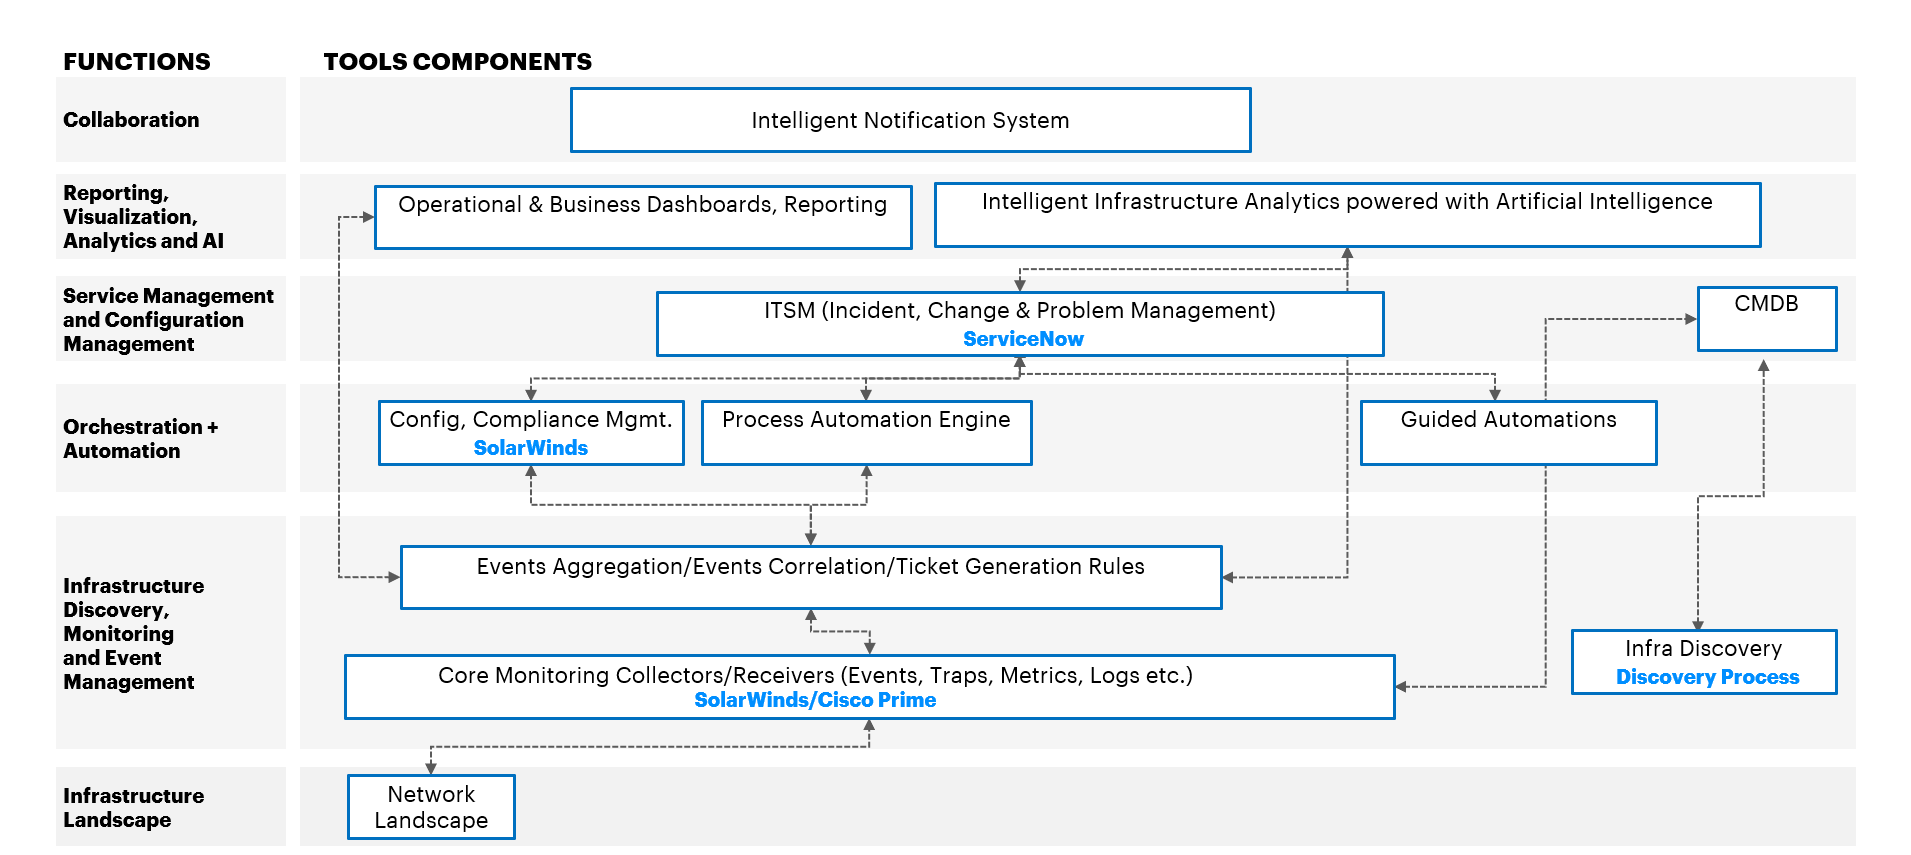 FUNCTIONS
TOOLS COMPONENTS
Collaboration
Intelligent Notification System
Reporting,
Visualization,
Analytics and AI
Operational & Business Dashboards, Reporting
Intelligent Infrastructure Analytics powered with Artificial Intelligence
Service Management
and Configuration
Management
ITSM (Incident, Change & Problem Management)
ServiceNow
CMDB
Orchestration +
Automation
Config, Compliance Mgmt.
SolarWinds
Process Automation Engine
Guided Automations
Infrastructure
Discovery,
Monitoring
and Event
Management
Events Aggregation/Events Correlation/Ticket Generation Rules
Core Monitoring Collectors/Receivers (Events, Traps, Metrics, Logs etc.)
SolarWinds/Cisco Prime
Infra Discovery
Discovery Process
Infrastructure
Landscape
Network
Landscape